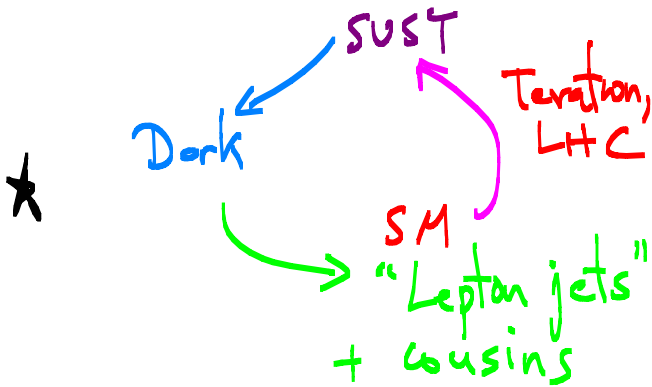 SUSY
Tevatron,
LHC
Dark
SM
"Lepton jets"
+ cousins